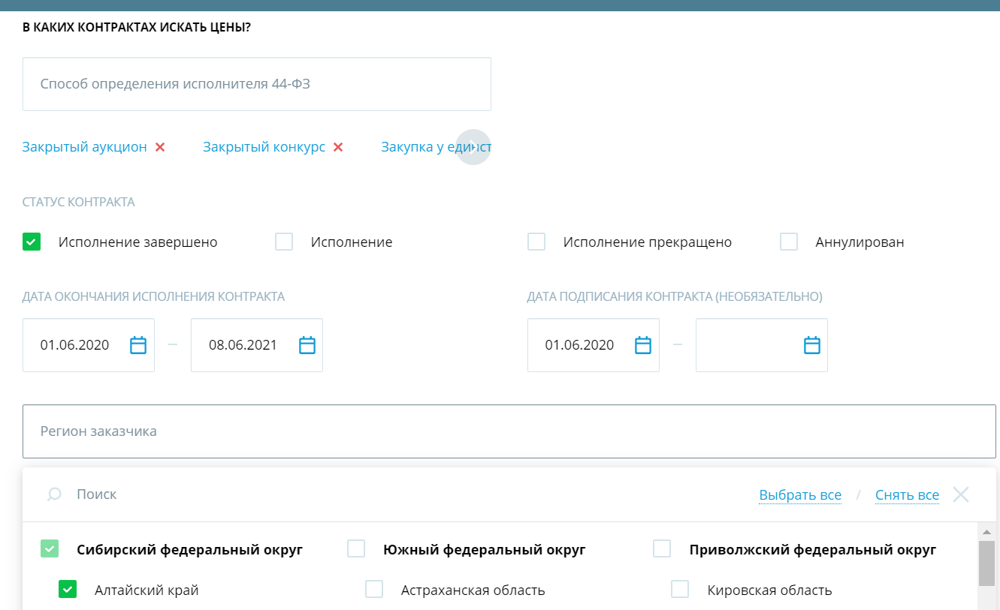 В КАКИХ КОНТРАКТАХ ИСКАТЬ ЦЕНЫ?
Способ определения исполнителя 44-ФЗ
Закрытый аукцион Закрытый конкурс Закупка у единст
СТАТУС КОНТРАКТА
Исполнение завершено Исполнение Исполнение прекращено Аннулирован
ДАТА ОКОНЧАНИЯ ИСПОЛНЕНИЯ КОНТРАКТА ДАТА ПОДПИСАНИЯ КОНТРАКТА (НЕОБЯЗАТЕЛЬНО)
01.06.2020 – 08.06.2021 01.06.2020 –
Регион заказчика
Поиск Выбрать все / Снять все
Сибирский федеральный округ Южный федеральный округ Приволжский федеральный округ
Алтайский край Астраханская область Кировская область